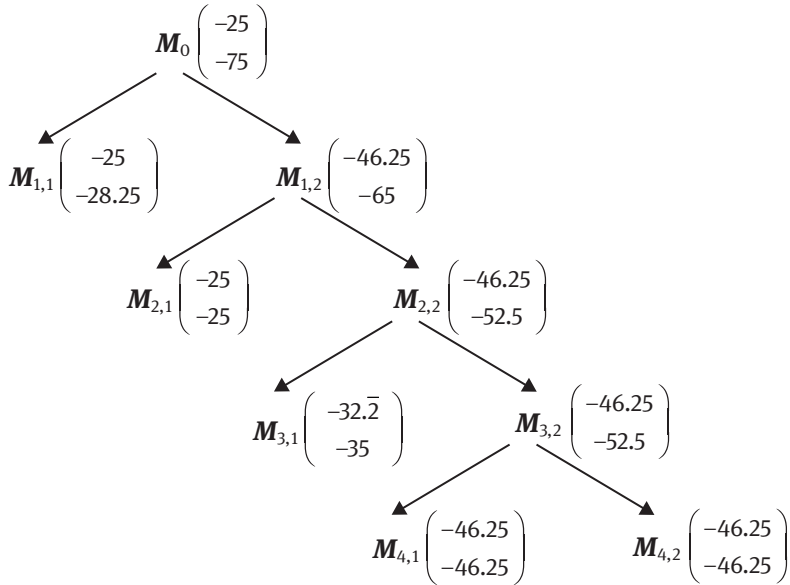 M0 (–25 –75)
M1,1 (–25 –28.25) M1,2 (–46.25 –65)
M2,1 (–25 –25) M2,2 (–46.25 –52.5)
M3,1 (–32.2̅ –35) M3,2 (–46.25 –52.5)
M4,1 (–46.25 –46.25) M4,2 (–46.25 –46.25)